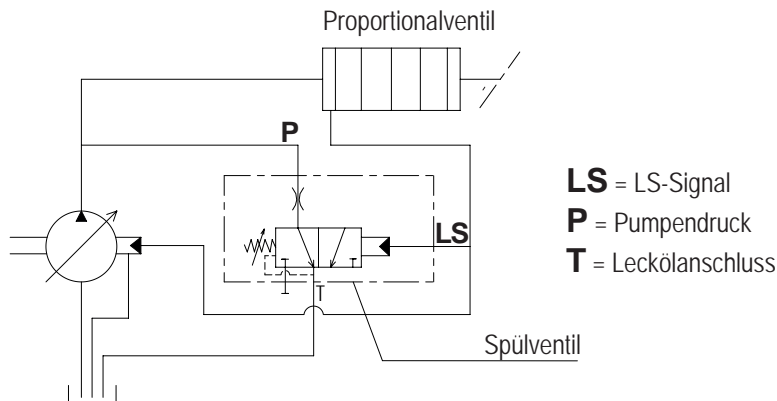 Proportionalventil
P
LS
T
Spülventil
LS = LS-Signal
P = Pumpendruck
T = Leckölanschluss